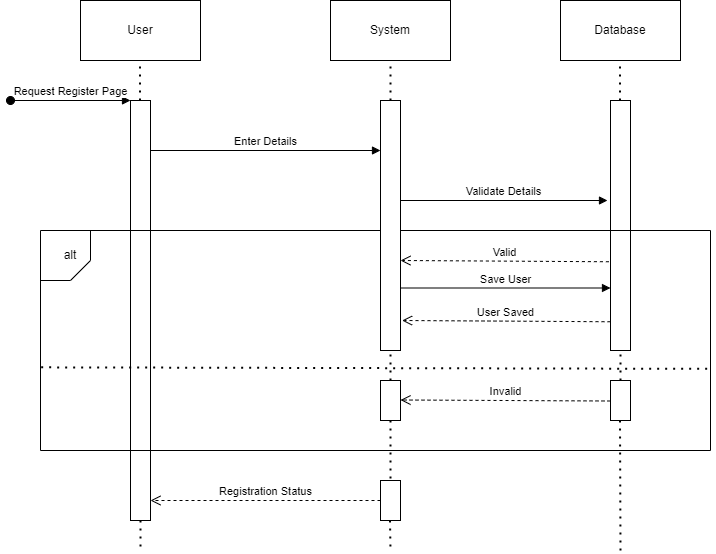 User
System
Database
Request Register Page
Enter Details
Validate Details
alt
Valid
Save User
User Saved
Invalid
Registration Status